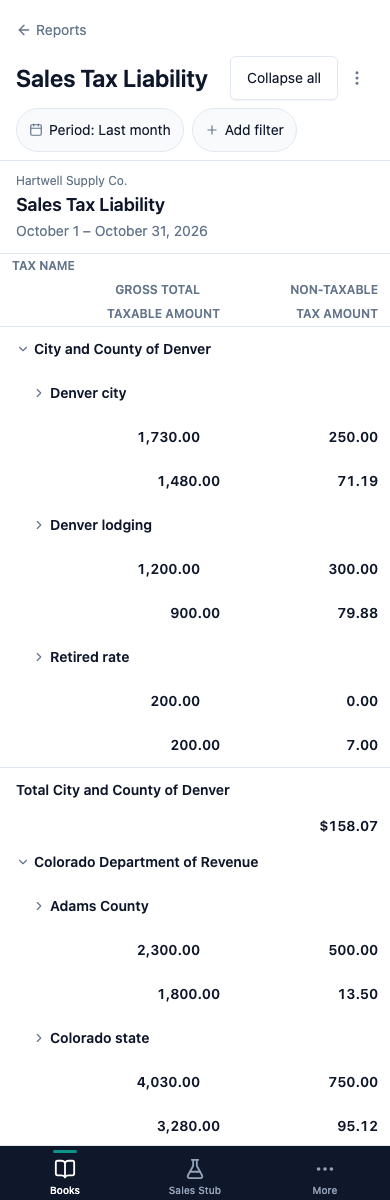 Reports
Sales Tax Liability
Collapse all
Period: Last month
Add filter
Hartwell Supply Co.
Sales Tax Liability
October 1 – October 31, 2026
TAX NAME
GROSS TOTAL NON-TAXABLE
TAXABLE AMOUNT TAX AMOUNT
City and County of Denver
Denver city
1,730.00 250.00
1,480.00 71.19
Denver lodging
1,200.00 300.00
900.00 79.88
Retired rate
200.00 0.00
200.00 7.00
Total City and County of Denver
$158.07
Colorado Department of Revenue
Adams County
2,300.00 500.00
1,800.00 13.50
Colorado state
4,030.00 750.00
3,280.00 95.12
Books Sales Stub More